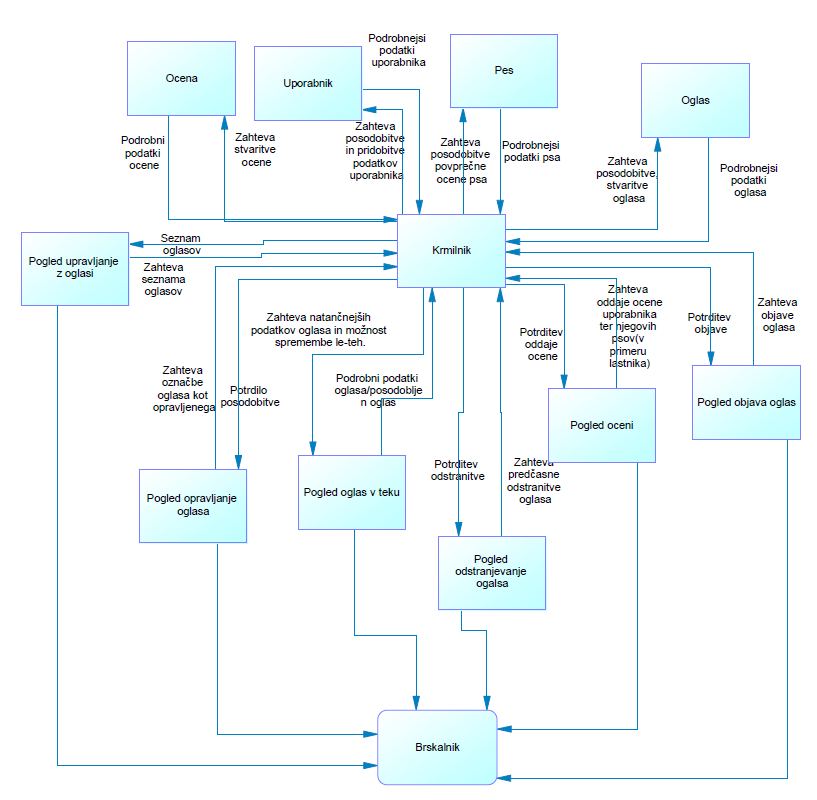 Ocena
Uporabnik
Podrobnejsi
podatki
uporabnika
Pes
Oglas
Podrobni
podatki
ocene
Zahteva
stvaritve
ocene
Zahteva
posodobitve
in pridobitve
podatkov
uporabnika
Zahteva
posodobitve
povprečne
ocene psa
Podrobnejsi
podatki psa
Zahteva
posodobitve,
stvaritve
oglasa
Podrobnejsi
podatki
oglasa
Krmilnik
Pogled upravljanje
z oglasi
Seznam
oglasov
Zahteva
seznama
oglasov
Zahteva natančnejših
podatkov oglasa in možnost
spremembe le-teh.
Potrditev
oddaje
ocene
Zahteva
oddaje ocene
uporabnika
ter njegovih
psov(v
primeru
lastnika)
Potrditev
objave
Zahteva
objave
oglasa
Zahteva
označbe
oglasa kot
opravljenega
Potrdilo
posodobitve
Podrobni podatki
oglasa/posodoblje
n oglas
Pogled oceni
Pogled objava oglas
Pogled opravljanje
oglasa
Pogled oglas v teku
Potrditev
odstranitve
Zahteva
predčasne
odstranitve
oglasa
Pogled
odstranjevanje
ogalsa
Brskalnik